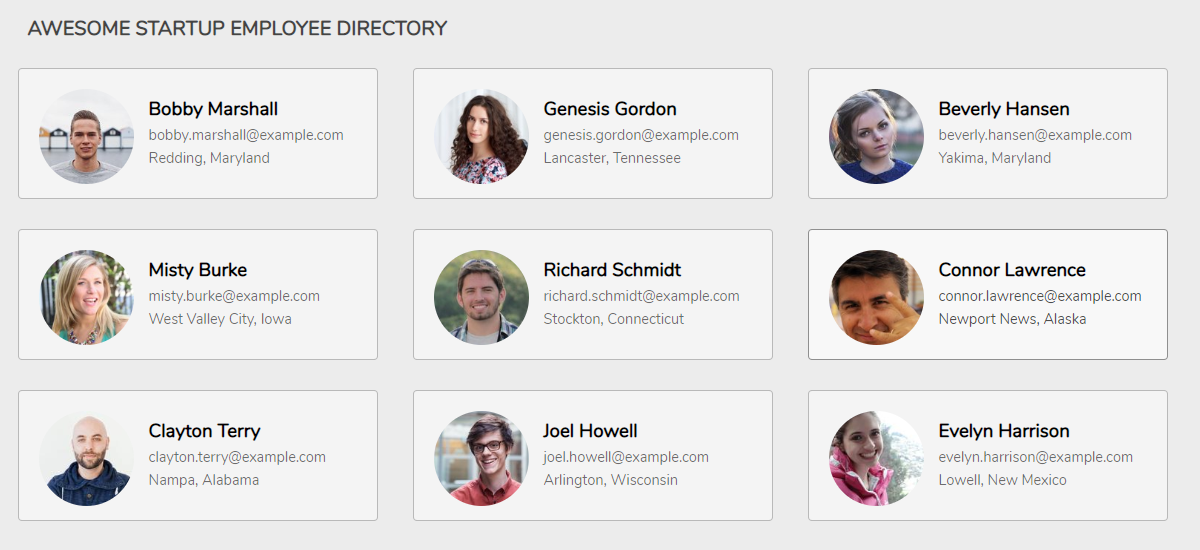 AWESOME STARTUP EMPLOYEE DIRECTORY
Bobby Marshall
bobby.marshall@example.com
Redding, Maryland
Genesis Gordon
genesis.gordon@example.com
Lancaster, Tennessee
Beverly Hansen
beverly.hansen@example.com
Yakima, Maryland
Misty Burke
misty.burke@example.com
West Valley City, Iowa
Richard Schmidt
richard.schmidt@example.com
Stockton, Connecticut
Connor Lawrence
connor.lawrence@example.com
Newport News, Alaska
Clayton Terry
clayton.terry@example.com
Nampa, Alabama
Joel Howell
joel.howell@example.com
Arlington, Wisconsin
Evelyn Harrison
evelyn.harrison@example.com
Lowell, New Mexico